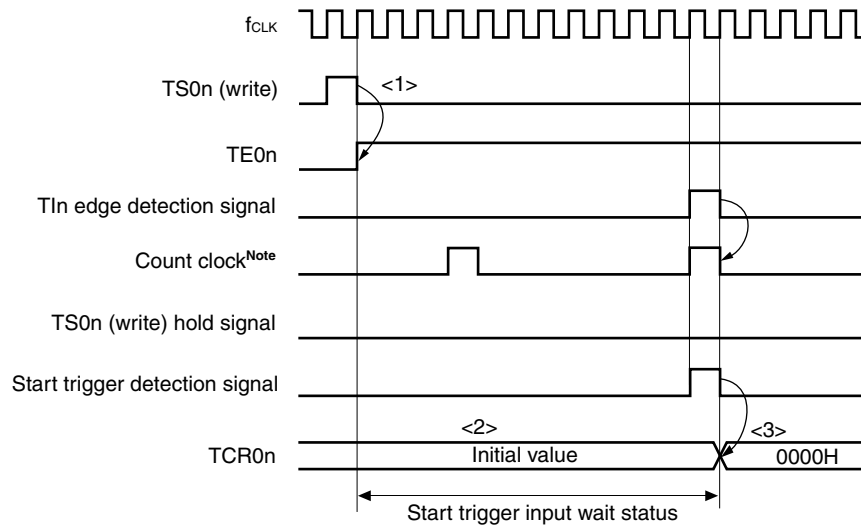 fCLK
TS0n (write)
<1>
TE0n
TIn edge detection signal
Count clockNote
TS0n (write) hold signal
Start trigger detection signal
<2>
<3>
TCR0n
Initial value
0000H
Start trigger input wait status